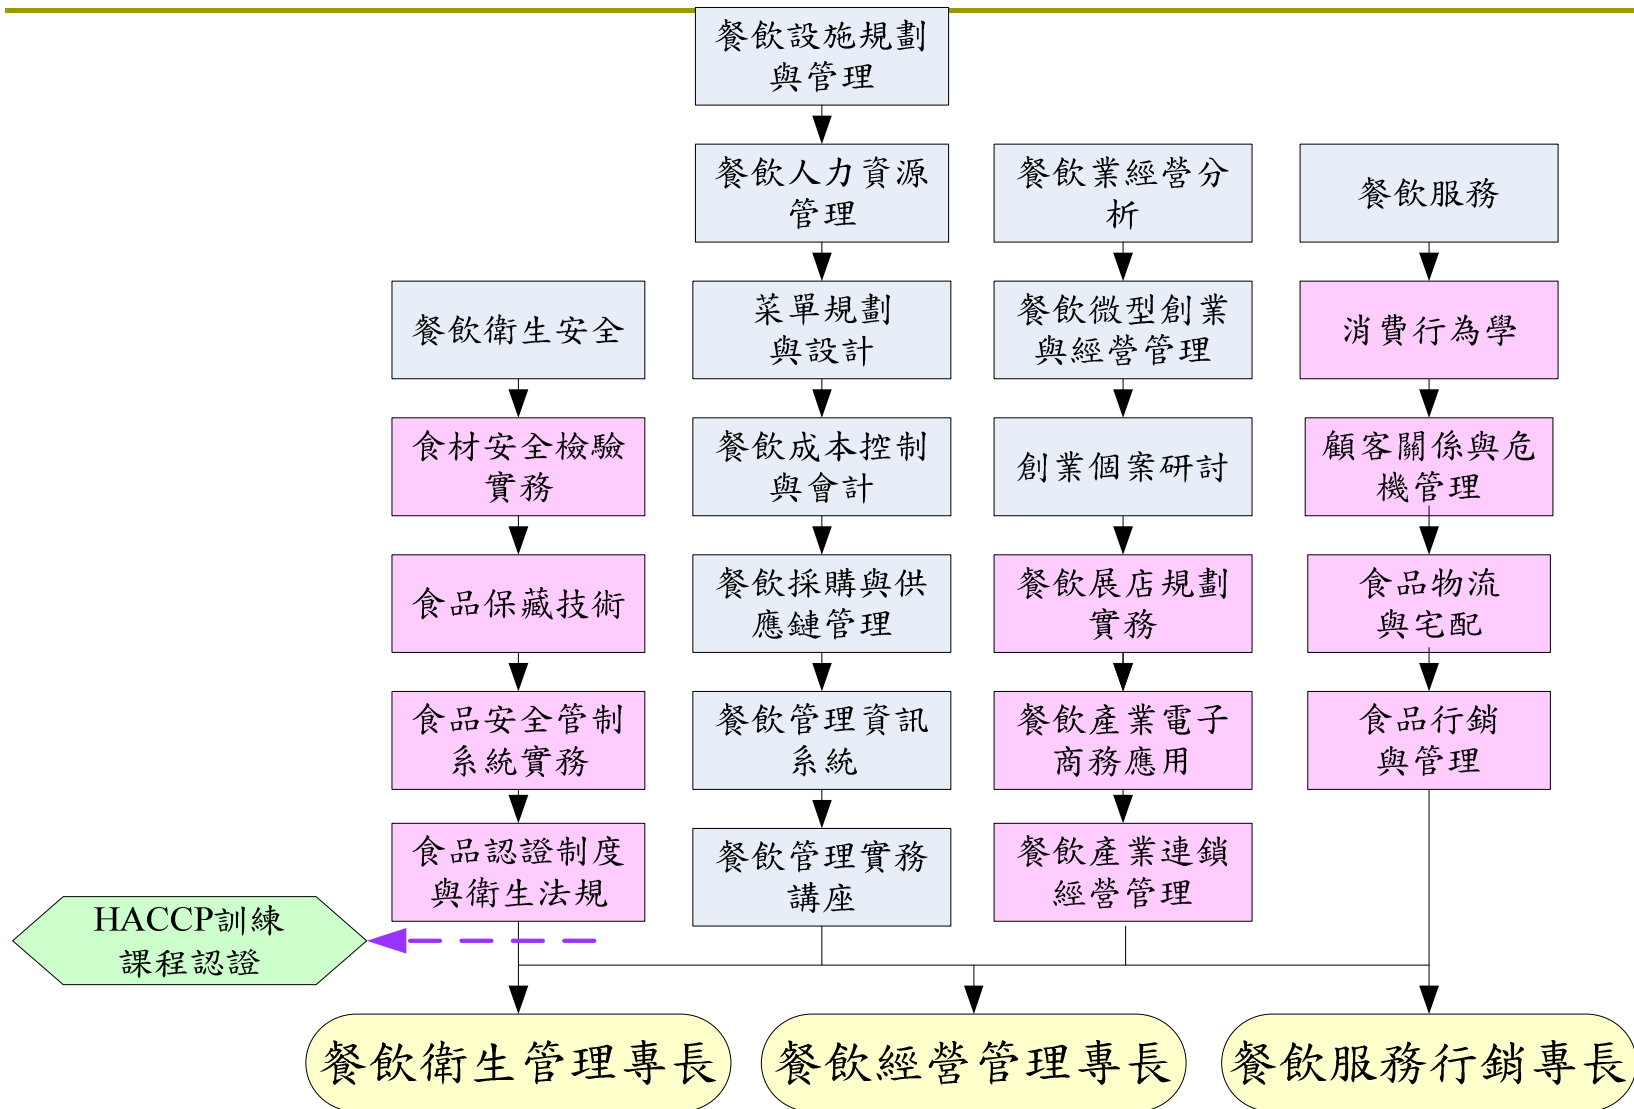 餐飲設施規劃
與管理
餐飲人力資源
管理
餐飲業經營分
析
餐飲服務
餐飲衛生安全
菜單規劃
與設計
餐飲微型創業
與經營管理
消費行為學
食材安全檢驗
實務
餐飲成本控制
與會計
創業個案研討
顧客關係與危
機管理
食品保藏技術
餐飲採購與供
應鏈管理
餐飲展店規劃
實務
食品物流
與宅配
食品安全管制
系統實務
餐飲管理資訊
系統
餐飲產業電子
商務應用
食品行銷
與管理
食品認證制度
與衛生法規
餐飲管理實務
講座
餐飲產業連鎖
經營管理
HACCP訓練
課程認證
餐飲衛生管理專長
餐飲經營管理專長
餐飲服務行銷專長